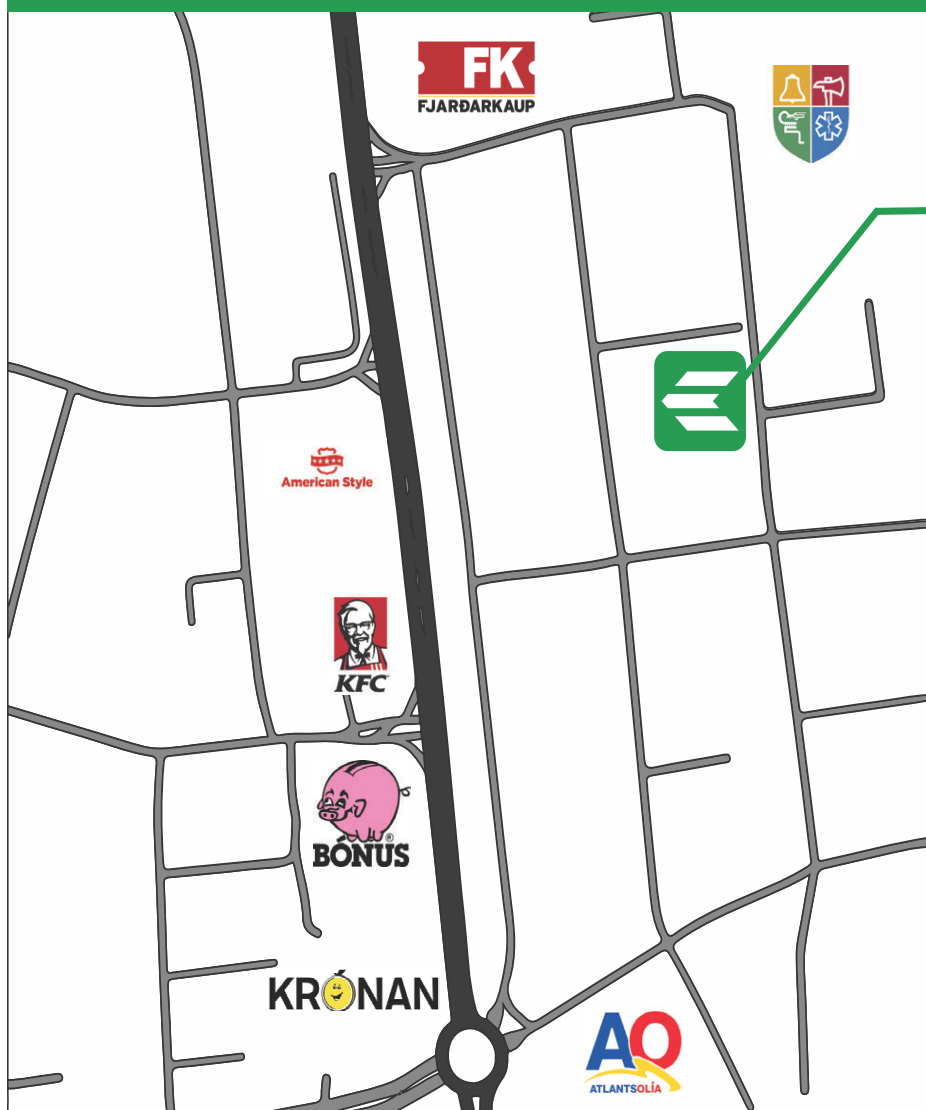 FK
FJARÐARKAUP
American Style
KFC
BÓNUS®
KRÓNAN
AO
ATLANTSOLÍA